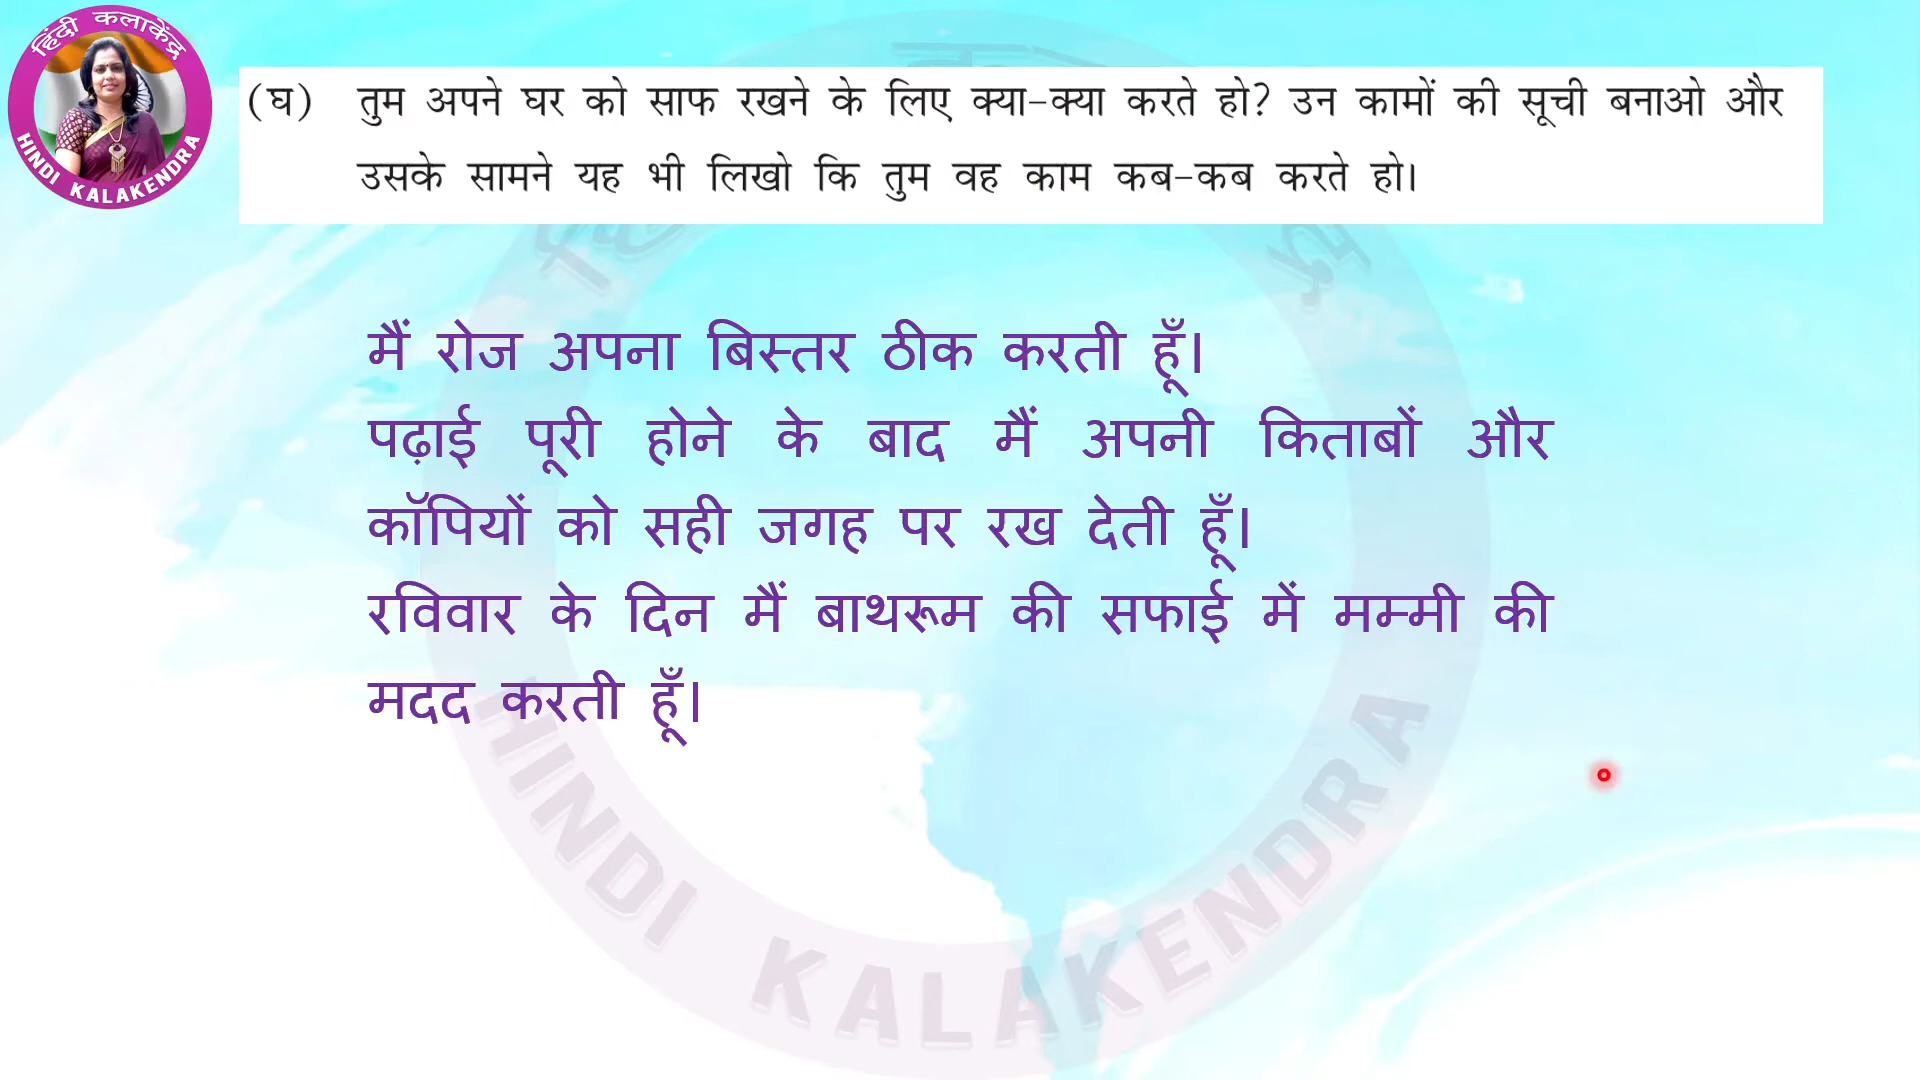 हिंदी कलाकेंद्र
HINDI KALAKENDRA
(घ) तुम अपने घर को साफ रखने के लिए क्या-क्या करते हो? उन कामों की सूची बनाओ और
उसके सामने यह भी लिखो कि तुम वह काम कब-कब करते हो।
मैं रोज अपना बिस्तर ठीक करती हूँ।
पढ़ाई पूरी होने के बाद मैं अपनी किताबों और
कॉपियों को सही जगह पर रख देती हूँ।
रविवार के दिन मैं बाथरूम की सफाई में मम्मी की
मदद करती हूँ।
HINDI KALAKENDRA